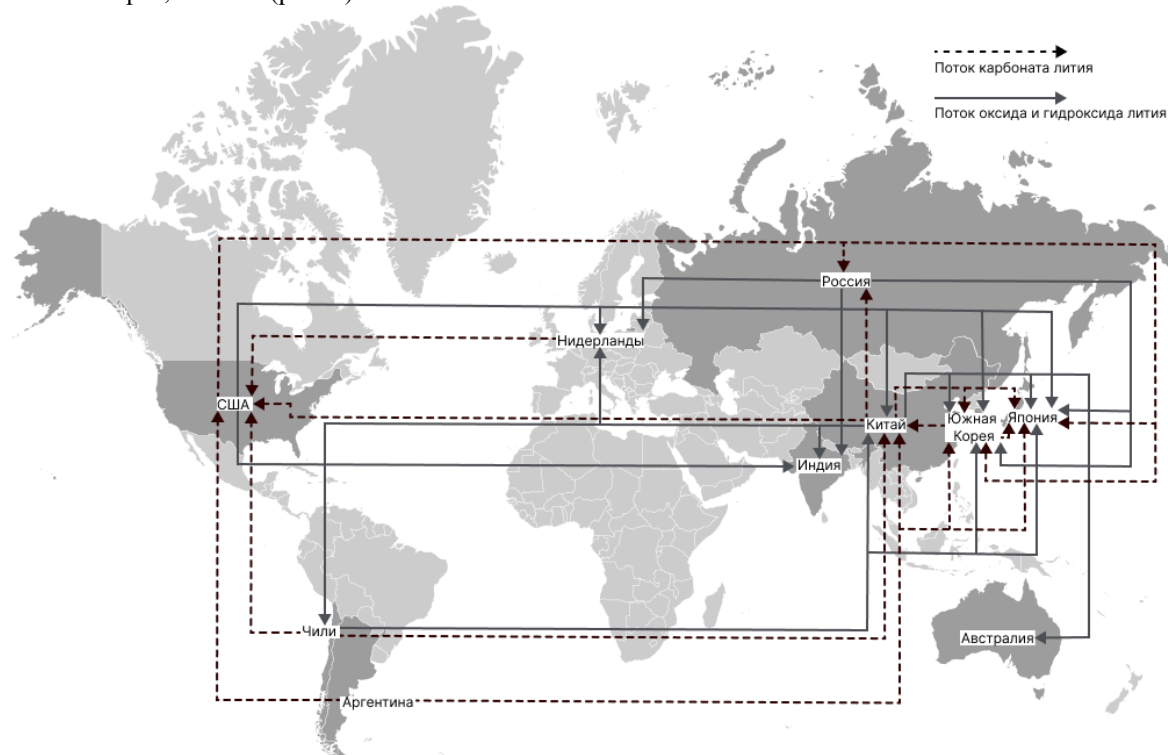 Поток карбоната лития
Поток оксида и гидроксида лития
Россия
Нидерланды
США
Китай
Южная
Корея
Япония
Индия
Чили
Австралия
Аргентина